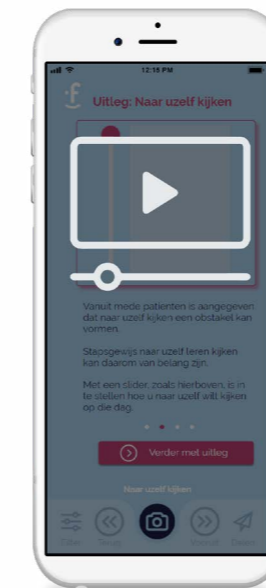 12:15 PM
Uitleg: Naar uzelf kijken
Vanuit mede patienten is aangegeven
dat naar uzelf kijken een obstakel kan
vormen.
Stapsgewijs naar uzelf leren kijken
kan daarom van belang zijn.
Met een slider, zoals hierboven, is in
te stellen hoe u naar uzelf wilt kijken
op die dag.
Verder met uitleg
Naar uzelf kijken
Terug